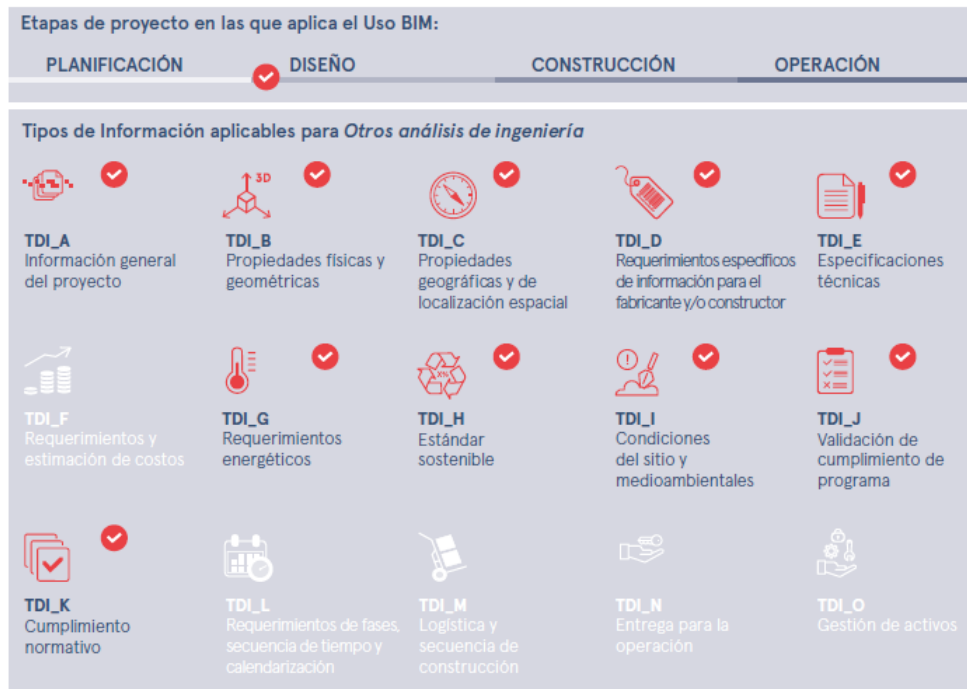 Etapas de proyecto en las que aplica el Uso BIM:
PLANIFICACIÓN DISEÑO CONSTRUCCIÓN OPERACIÓN
Tipos de Información aplicables para Otros análisis de ingeniería
3D
TDI_A
Información general
del proyecto
TDI_B
Propiedades físicas y
geométricas
TDI_C
Propiedades
geográficas y de
localización espacial
TDI_D
Requerimientos específicos
de información para el
fabricante y/o constructor
TDI_E
Especificaciones
técnicas
TDI_F
Requerimientos y
estimación de costos
TDI_G
Requerimientos
energéticos
X%
TDI_H
Estándar
sostenible
TDI_I
Condiciones
del sitio y
medioambientales
TDI_J
Validación de
cumplimiento de
programa
TDI_K
Cumplimiento
normativo
TDI_L
Requerimientos de fases,
secuencia de tiempo y
calendarización
TDI_M
Logística y
secuencia de
construcción
TDI_N
Entrega para la
operación
TDI_O
Gestión de activos